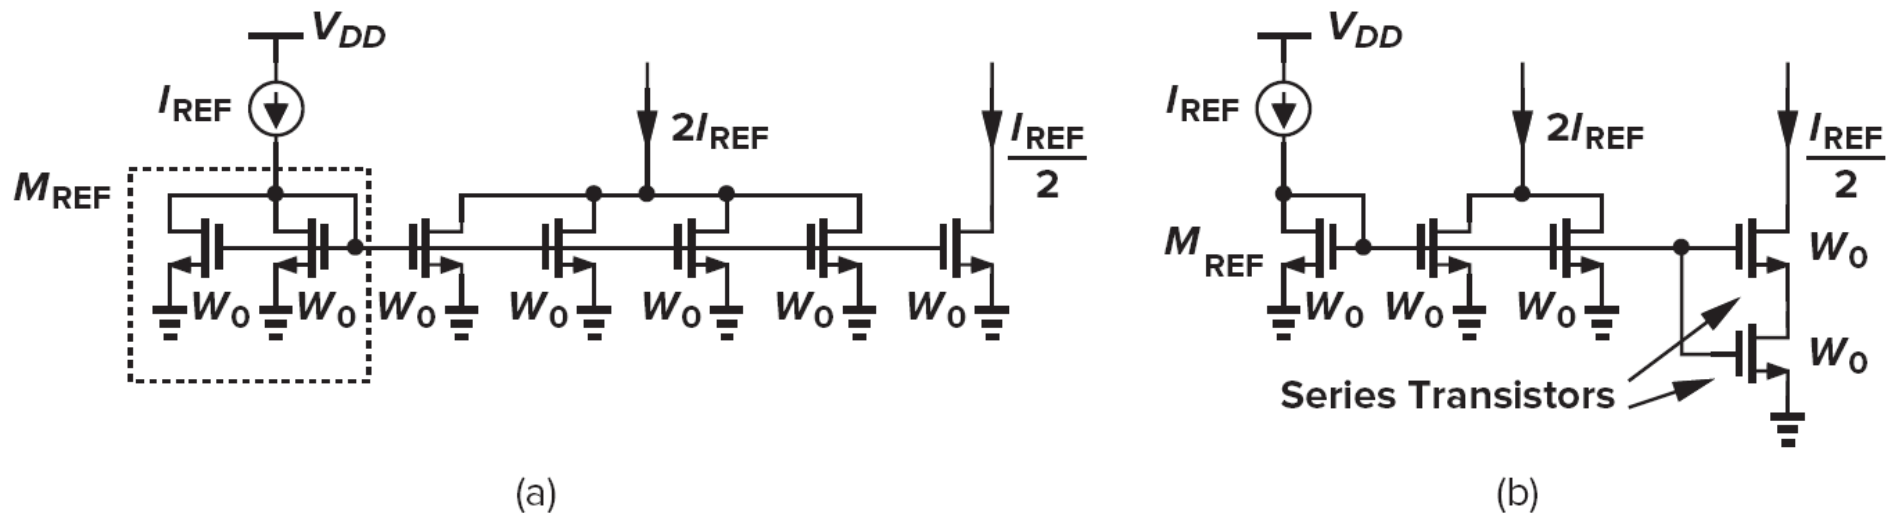 V_DD
I_REF
2I_REF
I_REF/2
M_REF
W_0 W_0 W_0 W_0 W_0 W_0 W_0
(a)
V_DD
I_REF
2I_REF
I_REF/2
M_REF
W_0
W_0 W_0 W_0
W_0
Series Transistors
(b)